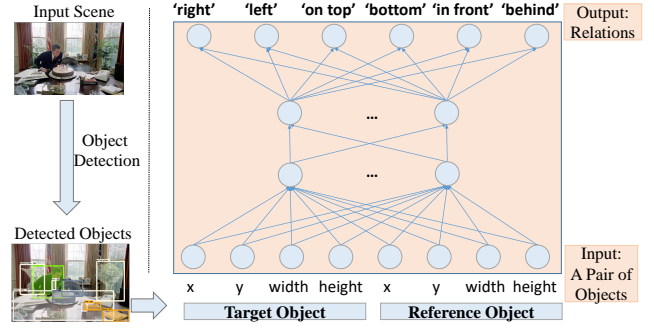 Input Scene
Object
Detection
Detected Objects
'right' 'left' 'on top' 'bottom' 'in front' 'behind'
...
...
x y width height x y width height
Target Object Reference Object
Output:
Relations
Input:
A Pair of
Objects